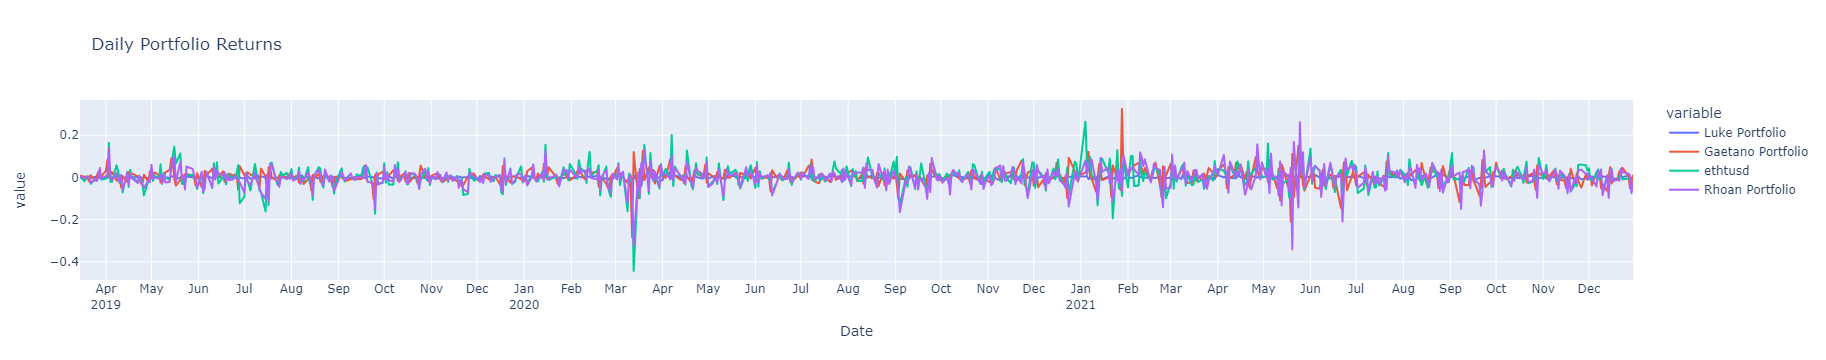 Daily Portfolio Returns
value
0.2
0
−0.2
−0.4
Apr May Jun Jul Aug Sep Oct Nov Dec Jan Feb Mar Apr May Jun Jul Aug Sep Oct Nov Dec Jan Feb Mar Apr May Jun Jul Aug Sep Oct Nov Dec
2019 2020 2021
Date
variable
Luke Portfolio
Gaetano Portfolio
ethtusd
Rhoan Portfolio